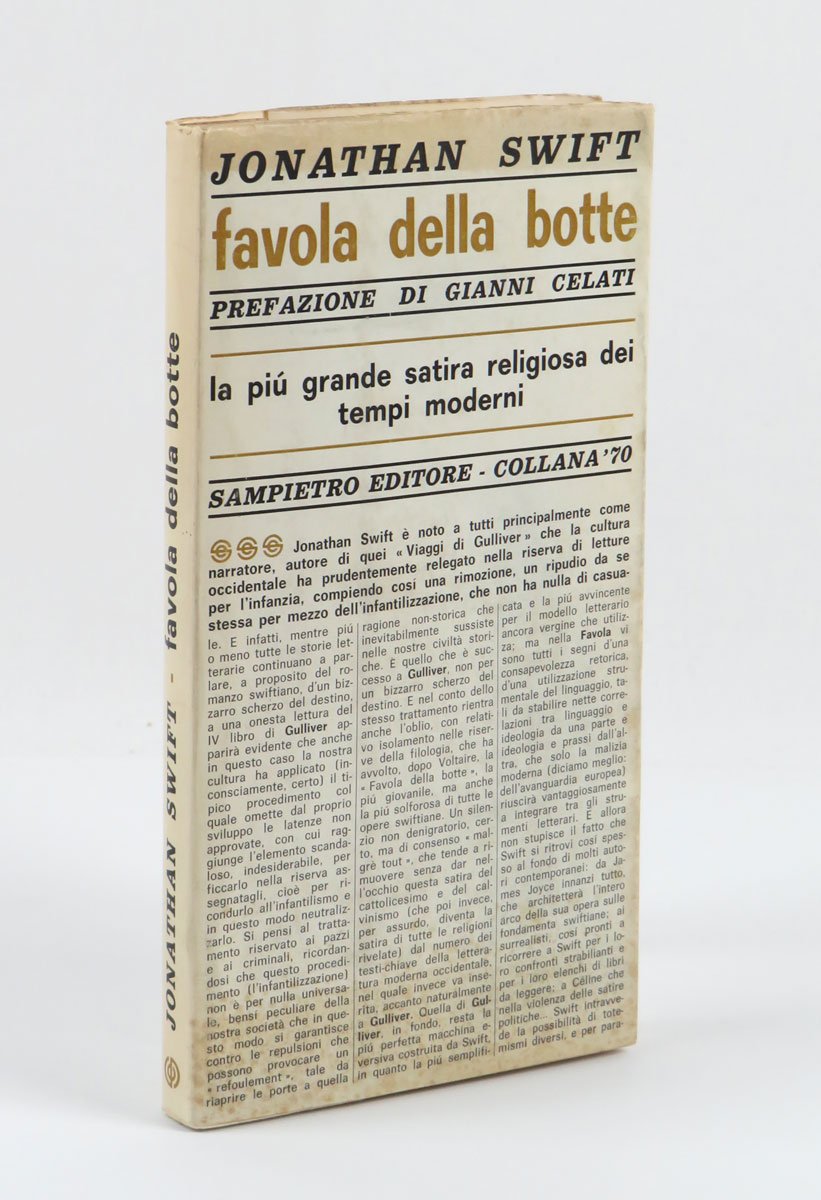 JONATHAN SWIFT
favola della botte
PREFAZIONE DI GIANNI CELATI
la piú grande satira religiosa dei
tempi moderni
SAMPIETRO EDITORE - COLLANA '70
Jonathan Swift è noto a tutti principalmente come
narratore, autore di quei « Viaggi di Gulliver » che la cultura
occidentale ha prudentemente relegato nella riserva di letture
per l'infanzia, compiendo cosí una rimozione, un ripudio da se
stessa per mezzo dell'infantilizzazione, che non ha nulla di casua-
le. E infatti, mentre piú
o meno tutte le storie let-
terarie continuano a par-
lare, a proposito del ro-
manzo swiftiano, d'un biz-
zarro scherzo del destino,
a una onesta lettura del
IV libro di Gulliver ap-
parirà evidente che anche
in questo caso la nostra
cultura ha applicato (in-
consciamente, certo) il ti-
pico procedimento col
quale omette dal proprio
sviluppo le latenze non
approvate, con cui rag-
giunge l'elemento scanda-
loso, indesiderabile, per
ficcarlo nella riserva as-
segnatagli, cioè per ri-
condurlo all'infantilismo e
in questo modo neutraliz-
zarlo. Si pensi al tratta-
mento riservato ai pazzi
e ai criminali, ricordan-
dosi che questo procedi-
mento (l'infantilizzazione)
non è per nulla universa-
le, bensí peculiare della
nostra società che in que-
sto modo si garantisce
contro le repulsioni che
possono provocare un
« refoulement », tale da
riaprire le porte a quella
ragione non-storica che
inevitabilmente sussiste
nelle nostre civiltà stori-
che. È quello che è suc-
cesso a Gulliver, non per
un bizzarro scherzo del
destino. E nel conto dello
stesso trattamento rientra
anche l'oblio, con relati-
vo isolamento nelle riser-
ve della filologia, che ha
avvolto, dopo Voltaire, la
« Favola della botte », la
piú giovanile, ma anche
la piú solforosa di tutte le
opere swiftiane. Un silen-
zio non denigratorio, cer-
to, ma di consenso « mal-
grè tout », che tende a ri-
muovere senza dar nel-
l'occhio questa satira del
cattolicesimo e del cal-
vinismo (che poi invece,
per assurdo, diventa la
satira di tutte le religioni
rivelate) dal numero dei
testi-chiave della lettera-
tura moderna occidentale,
nel quale invece va inse-
rita, accanto naturalmente
a Gulliver. Quella di Gul-
liver, in fondo, resta la
piú perfetta macchina e-
versiva costruita da Swift,
in quanto la piú semplifi-
cata e la piú avvincente
per il modello letterario
ancora vergine che utiliz-
za; ma nella Favola vi
sono tutti i segni d'una
consapevolezza retorica,
d'una utilizzazione stru-
mentale del linguaggio, ta-
li da stabilire nette corre-
lazioni tra linguaggio e
ideologia da una parte e
ideologia e prassi dall'al-
tra, che solo la malizia
moderna (diciamo meglio:
dell'avanguardia europea)
riuscirà vantaggiosamente
a integrare tra gli stru-
menti letterari. E allora
non stupisce il fatto che
Swift si ritrovi cosí spes-
so al fondo di molti auto-
ri contemporanei: da Ja-
mes Joyce innanzi tutto,
che architetterà l'intero
arco della sua opera sulle
fondamenta swiftiane; ai
surrealisti, cosí pronti a
ricorrere a Swift per i lo-
ro confronti strabilianti e
per i loro elenchi di libri
da leggere; a Céline che
nella violenza delle satire
politiche... Swift intravve-
de la possibilità di tote-
mismi diversi, e per para-
JONATHAN SWIFT - favola della botte